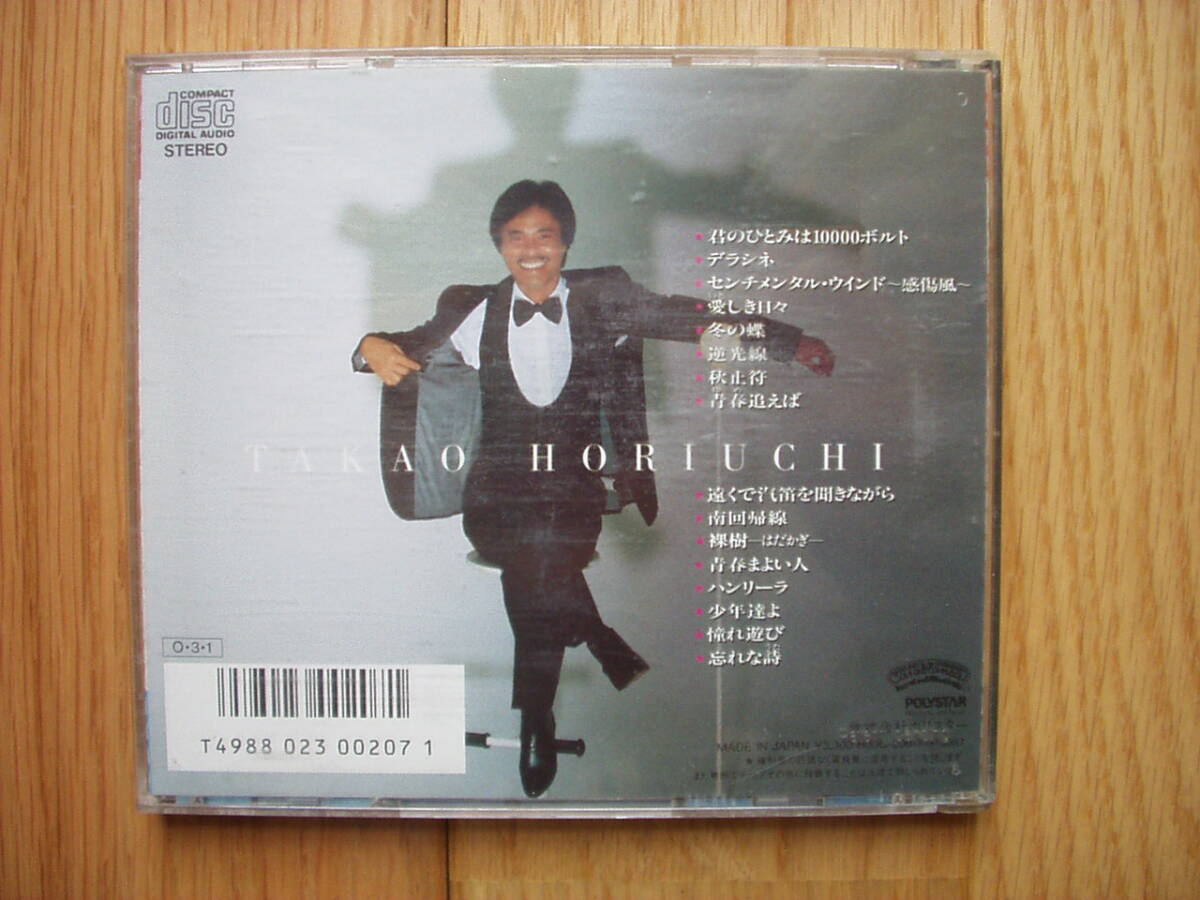 COMPACT
disc
DIGITAL AUDIO
STEREO
• 君のひとみは10000ボルト
• デラシネ
• センチメンタル・ウインド〜感傷風〜
• 愛しき日々
• 冬の蝶
• 逆光線
• 秋止符
• 青春追えば
TAKAO HORIUCHI
• 遠くで汽笛を聞きながら
• 南回帰線
• 裸樹—はだかぎ—
• 青春まよい人
• ハンリーラ
• 少年達よ
• 憧れ遊び
• 忘れな詩
うた
O・3・1
T4988 023 00207 1
POLYSTAR
MADE IN JAPAN